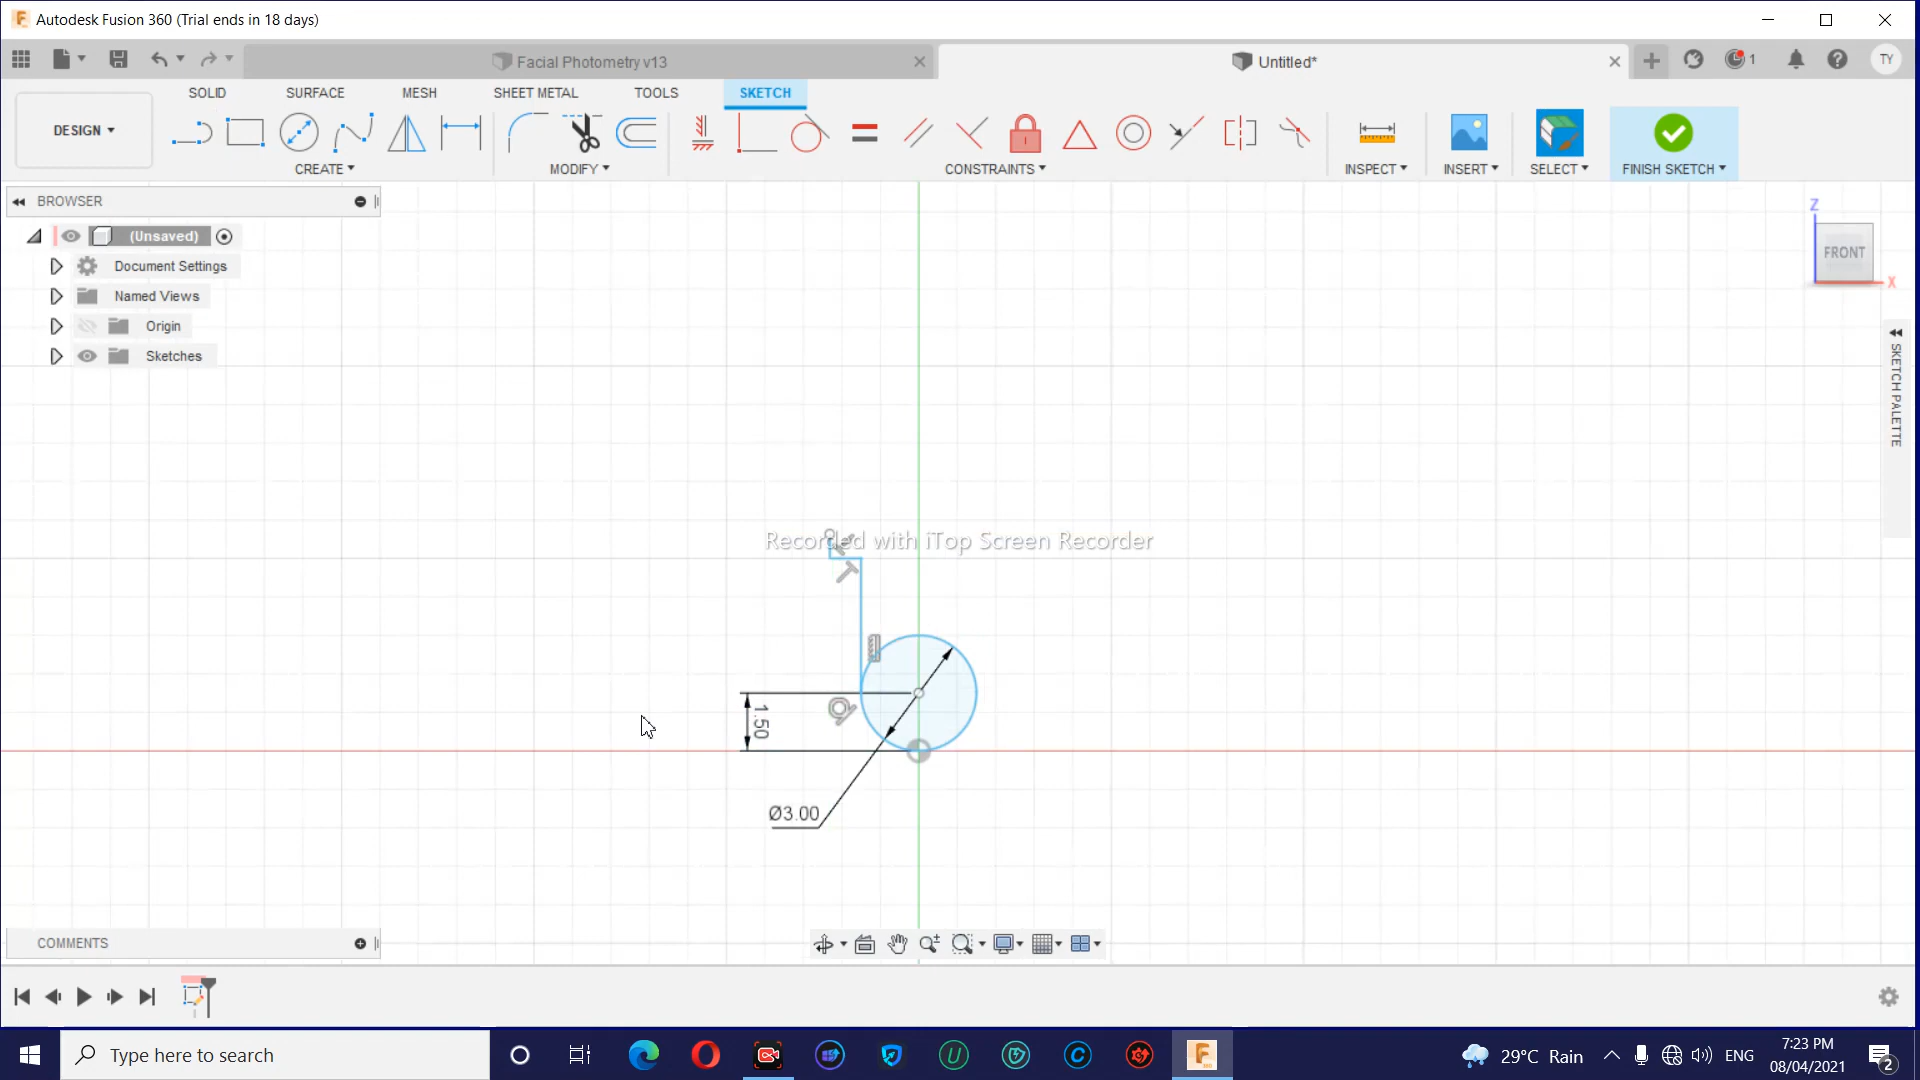 Autodesk Fusion 360 (Trial ends in 18 days)
Facial Photometry v13
Untitled*
1
TY
SOLID
SURFACE
MESH
SHEET METAL
TOOLS
SKETCH
DESIGN
CREATE
MODIFY
CONSTRAINTS
INSPECT
INSERT
SELECT
FINISH SKETCH
BROWSER
(Unsaved)
Document Settings
Named Views
Origin
Sketches
Z
FRONT
X
SKETCH PALETTE
Recorded with iTop Screen Recorder
1.50
Ø3.00
COMMENTS
Type here to search
29°C Rain
ENG
7:23 PM
08/04/2021
2